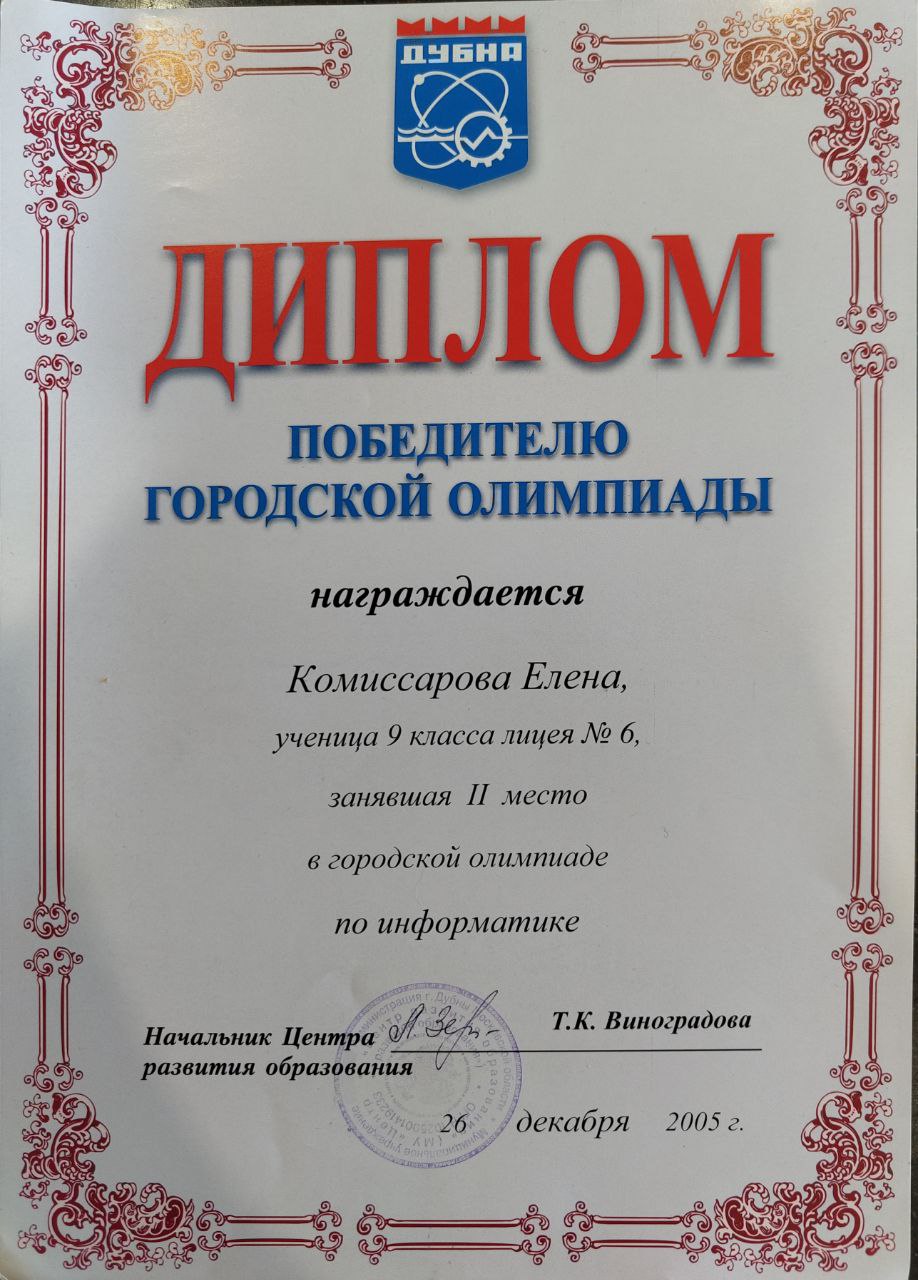 ДУБНА
ДИПЛОМ
ПОБЕДИТЕЛЮ
ГОРОДСКОЙ ОЛИМПИАДЫ
награждается
Комиссарова Елена,
ученица 9 класса лицея № 6,
занявшая II место
в городской олимпиаде
по информатике
Начальник Центра
развития образования
Т.К. Виноградова
26 декабря 2005 г.